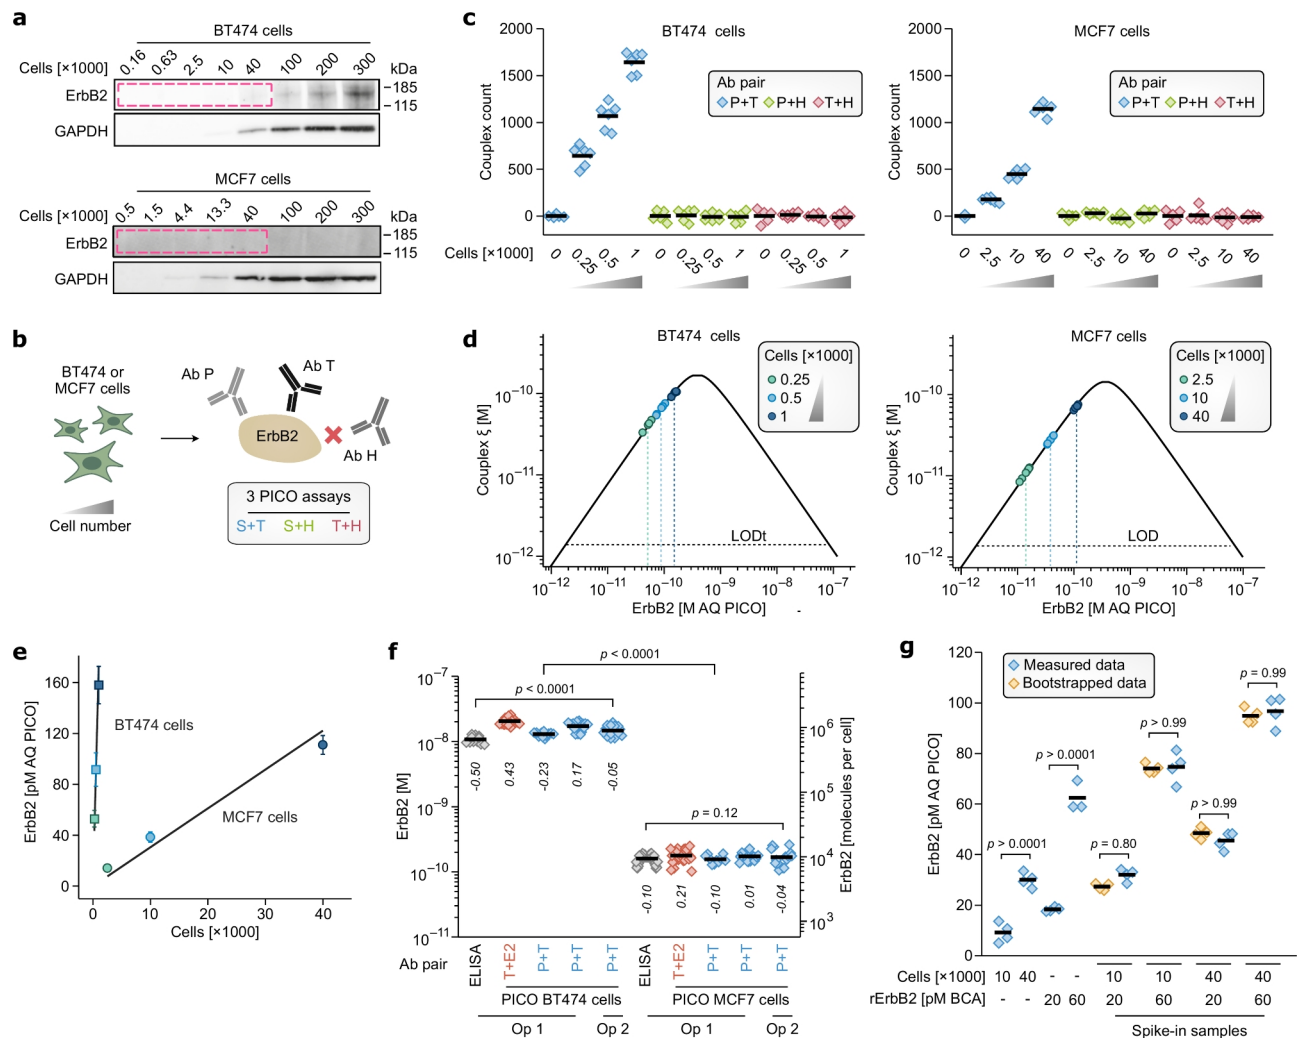 a
BT474 cells
Cells [×1000] 0.16 0.63 2.5 10 40 100 200 300 kDa
ErbB2 185
115
GAPDH
MCF7 cells
Cells [×1000] 0.5 1.5 4.4 13.3 40 100 200 300 kDa
ErbB2 185
115
GAPDH
b
BT474 or
MCF7 cells
Cell number
Ab P Ab T
ErbB2
Ab H
3 PICO assays
S+T S+H T+H
c
BT474 cells
Couplex count
2000
1500
1000
500
0
Ab pair
P+T P+H T+H
Cells [×1000] 0 0.25 0.5 1 0 0.25 0.5 1 0 0.25 0.5 1
MCF7 cells
Couplex count
2000
1500
1000
500
0
Ab pair
P+T P+H T+H
0 2.5 10 40 0 2.5 10 40 0 2.5 10 40
d
BT474 cells
Couplex ξ [M]
10⁻¹⁰
10⁻¹¹
10⁻¹²
Cells [×1000]
0.25
0.5
1
LODt
10⁻¹² 10⁻¹¹ 10⁻¹⁰ 10⁻⁹ 10⁻⁸ 10⁻⁷
ErbB2 [M AQ PICO]
-
MCF7 cells
Couplex ξ [M]
10⁻¹⁰
10⁻¹¹
10⁻¹²
Cells [×1000]
2.5
10
40
LOD
10⁻¹² 10⁻¹¹ 10⁻¹⁰ 10⁻⁹ 10⁻⁸ 10⁻⁷
ErbB2 [M AQ PICO]
e
ErbB2 [pM AQ PICO]
160
120
80
40
0
BT474 cells
MCF7 cells
0 10 20 30 40
Cells [×1000]
f
p < 0.0001
p < 0.0001
p = 0.12
ErbB2 [M]
10⁻⁷
10⁻⁸
10⁻⁹
10⁻¹⁰
10⁻¹¹
ErbB2 [molecules per cell]
10⁶
10⁵
10⁴
10³
-0.50 0.43 -0.23 0.17 -0.05
-0.10 0.21 -0.10 0.01 -0.04
Ab pair ELISA T+E2 P+T P+T P+T ELISA T+E2 P+T P+T P+T
PICO BT474 cells PICO MCF7 cells
Op 1 Op 2 Op 1 Op 2
g
ErbB2 [pM AQ PICO]
120
100
80
60
40
20
0
Measured data
Bootstrapped data
p > 0.0001
p > 0.0001
p = 0.80
p > 0.99
p > 0.99
p = 0.99
Cells [×1000] 10 40 - - 10 10 40 40
rErbB2 [pM BCA] - - 20 60 20 60 20 60
Spike-in samples